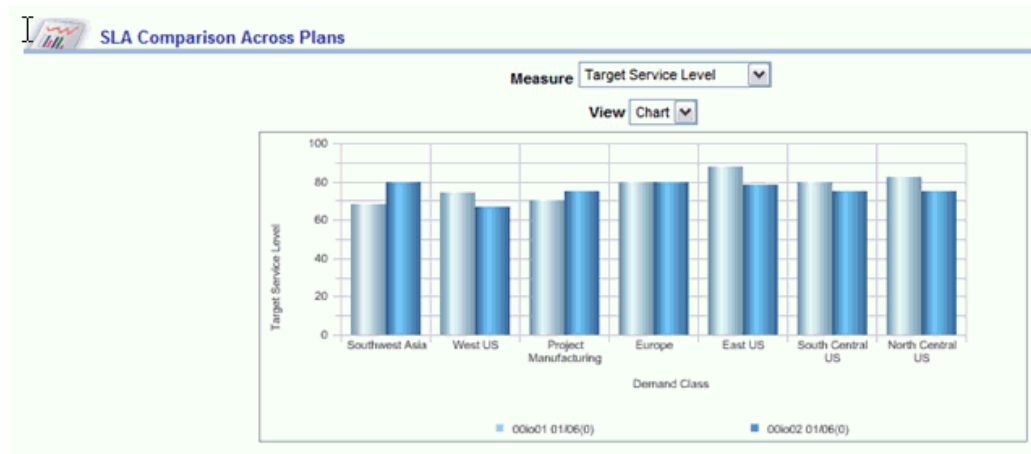 SLA Comparison Across Plans
Measure Target Service Level
View Chart
100
80
60
40
20
0
Target Service Level
Southwest Asia West US Project Manufacturing Europe East US South Central US North Central US
Demand Class
00io01 01/06(0) 00io02 01/06(0)